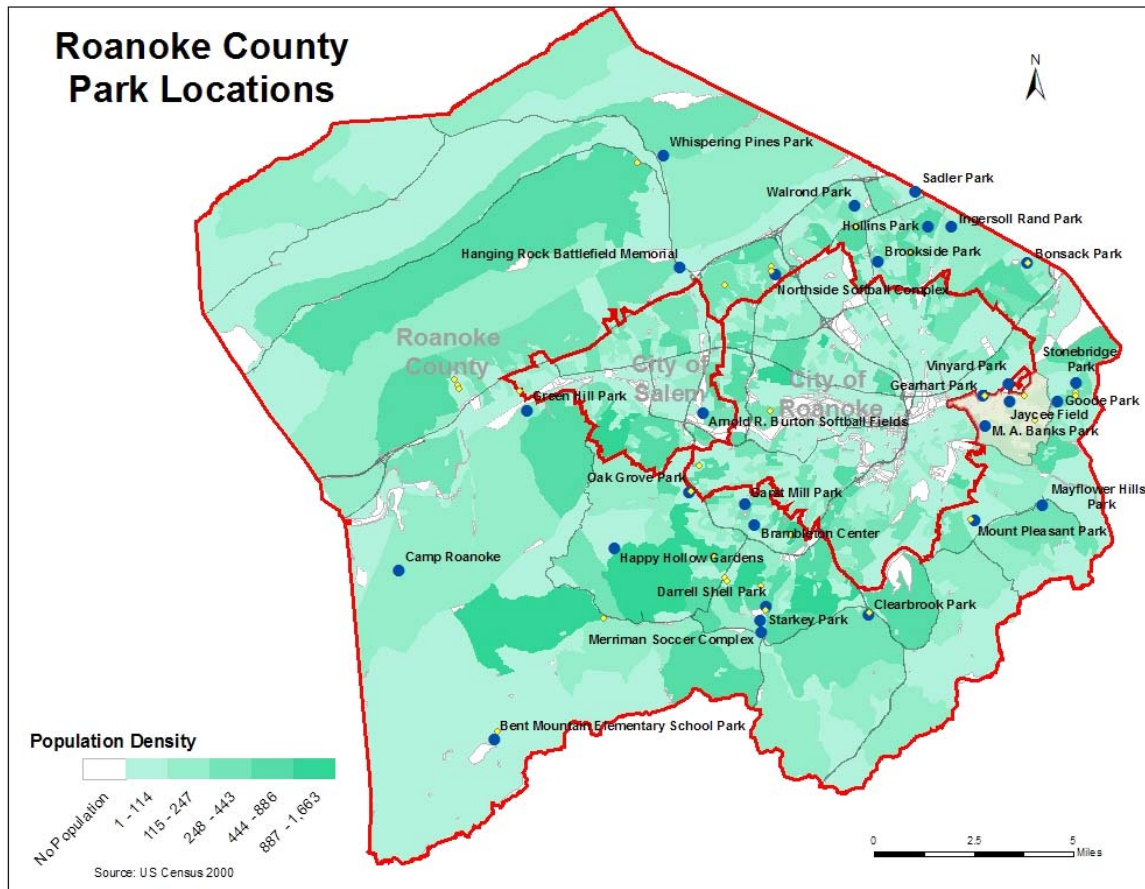 Roanoke County
Park Locations
N
Whispering Pines Park
Sadler Park
Walrond Park
Hollins Park
Ingersoll Rand Park
Hanging Rock Battlefield Memorial
Brookside Park
Bonsack Park
Northside Softball Complex
Roanoke
County
City of
Salem
City of
Roanoke
Vinyard Park
Stonebridge
Park
Gearhart Park
Goode Park
Green Hill Park
Jaycee Field
Arnold R. Burton Softball Fields
M. A. Banks Park
Oak Grove Park
Garst Mill Park
Mayflower Hills
Park
Brambleton Center
Mount Pleasant Park
Happy Hollow Gardens
Camp Roanoke
Darrell Shell Park
Clearbrook Park
Starkey Park
Merriman Soccer Complex
Bent Mountain Elementary School Park
Population Density
No Population
1 - 114
115 - 247
248 - 443
444 - 886
887 - 1,663
Source: US Census 2000
0 2.5 5
Miles